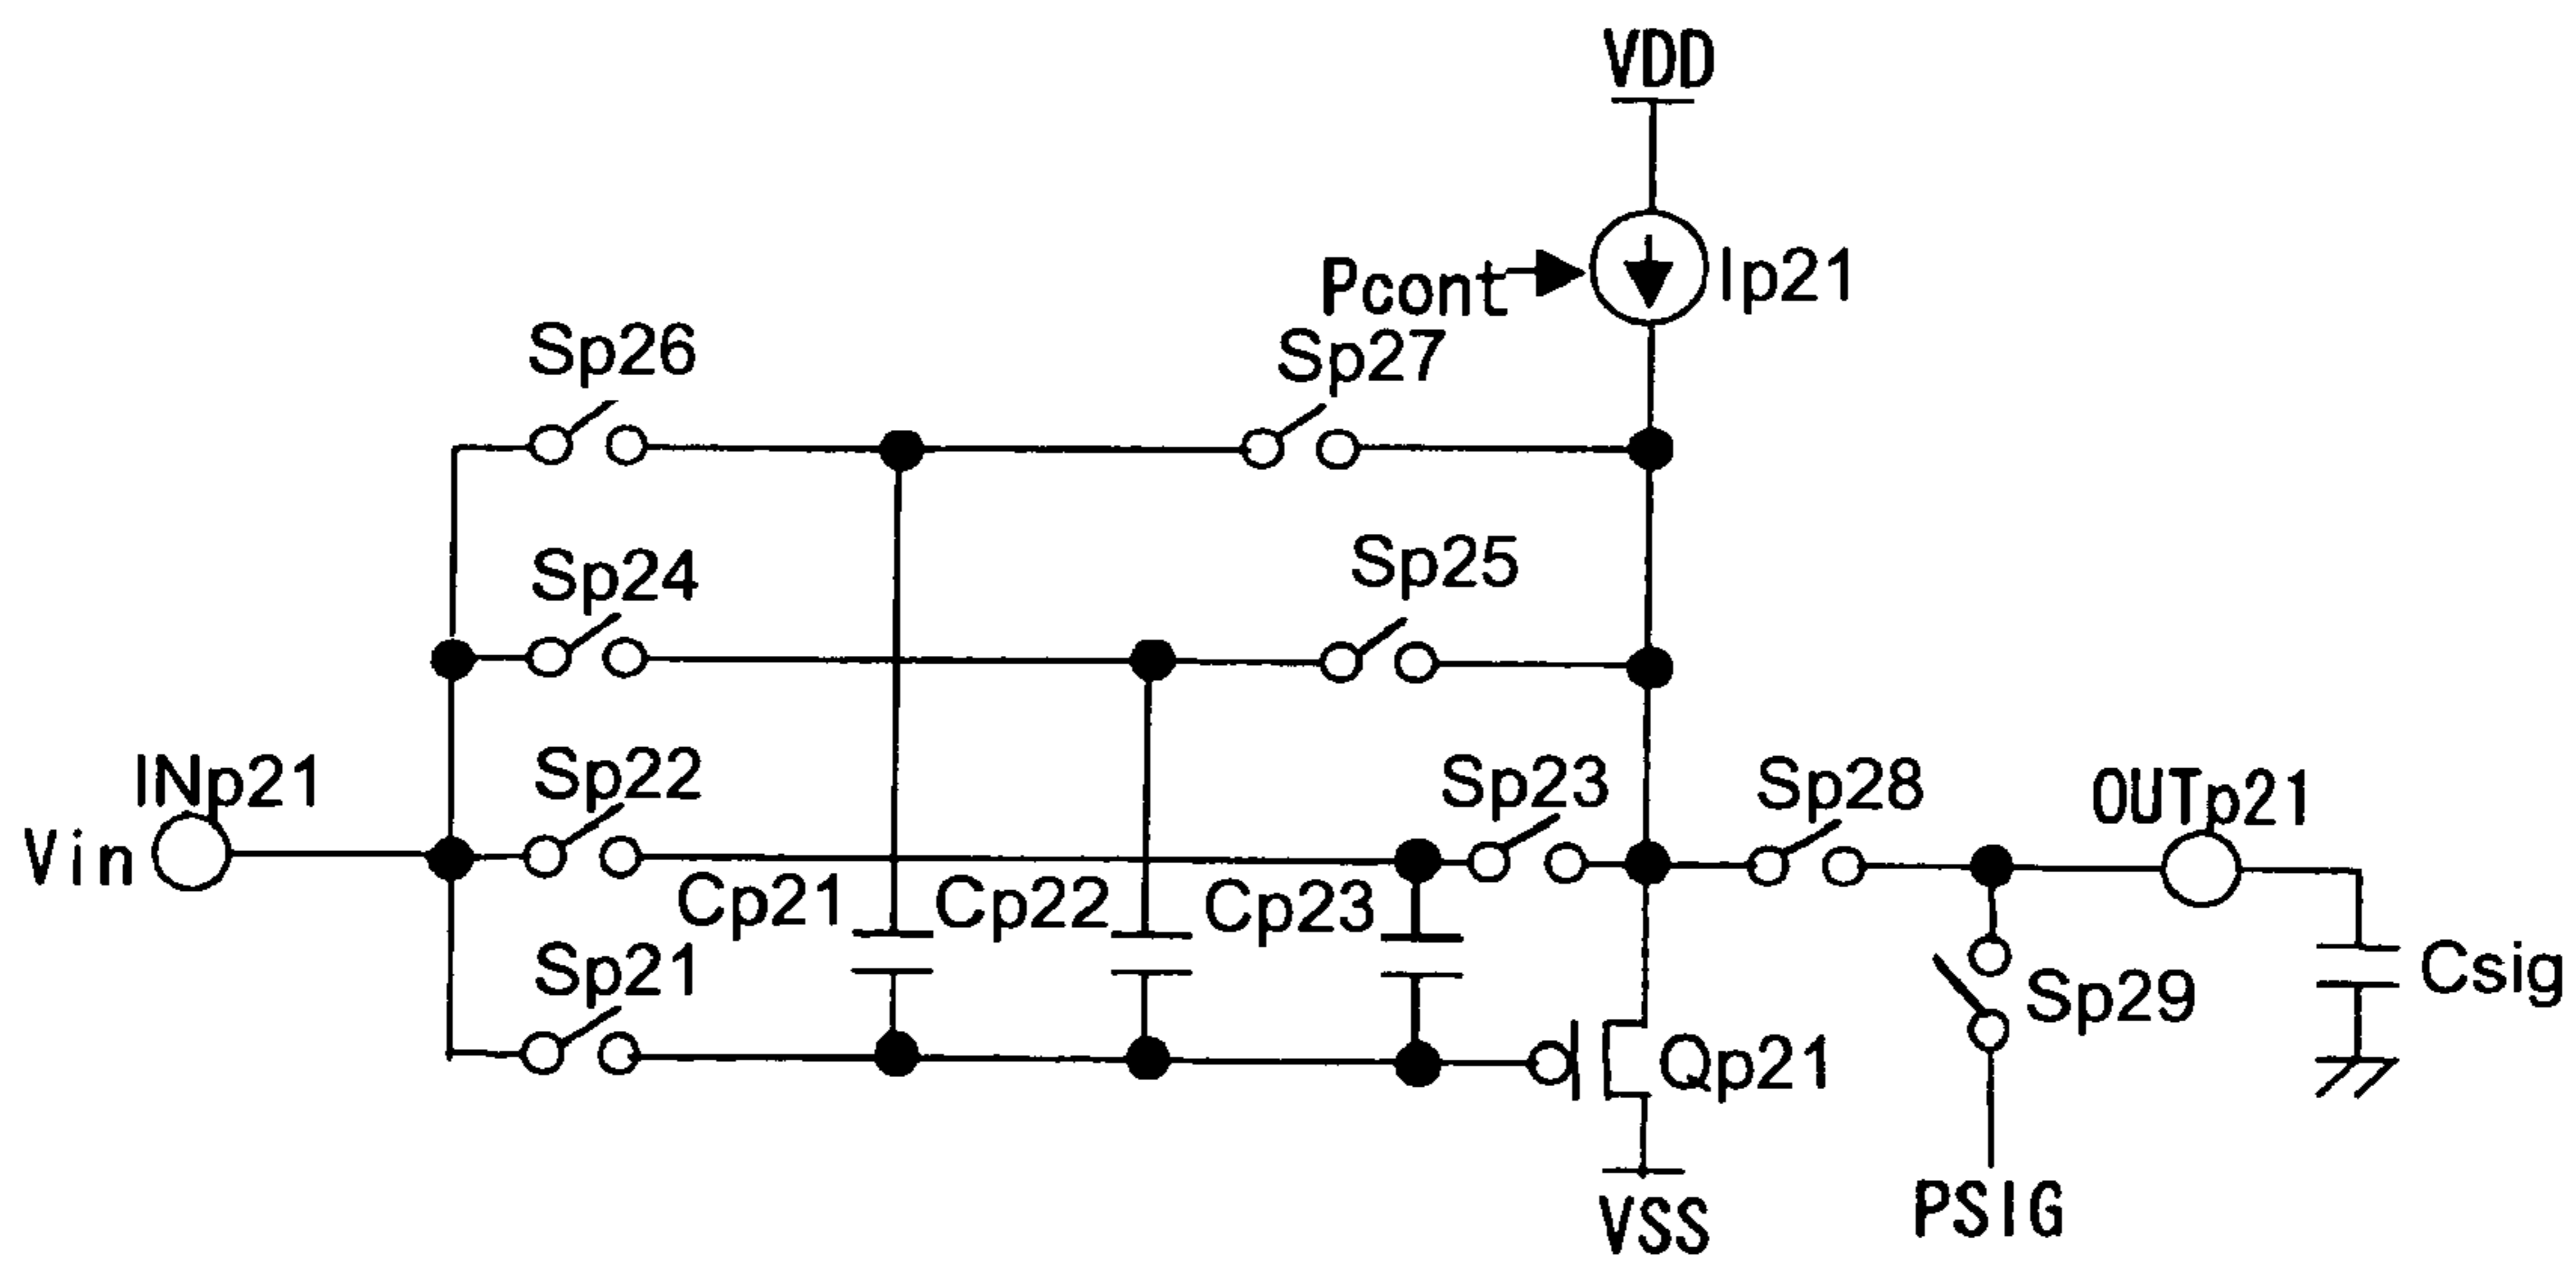 VDD
Pcont
Ip21
Sp26
Sp27
Sp24
Sp25
INp21
Vin
Sp22
Sp23
Sp28
OUTp21
Cp21
Cp22
Cp23
Sp21
Csig
Sp29
Qp21
VSS
PSIG